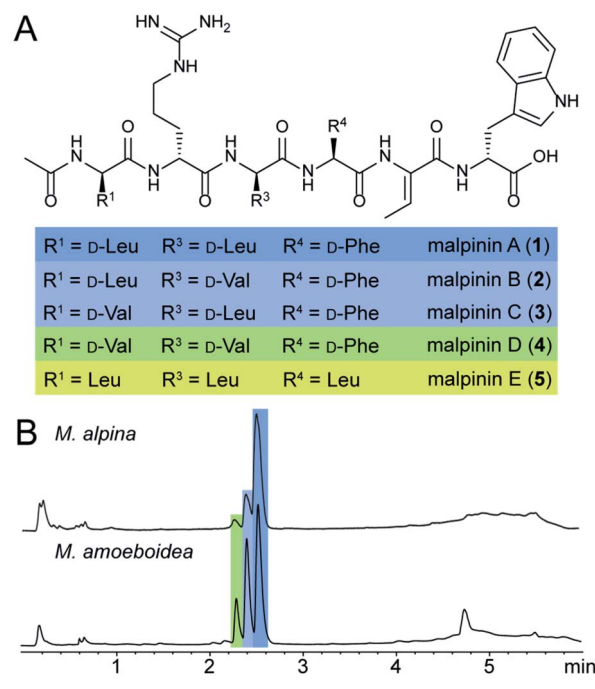 A
HN
NH₂
NH
R⁴
NH
O
H
N
O
H
N
O
H
N
O
H
N
O
H
N
O
OH
O
R¹
R³
R¹ = D-Leu R³ = D-Leu R⁴ = D-Phe malpinin A (1)
R¹ = D-Leu R³ = D-Val R⁴ = D-Phe malpinin B (2)
R¹ = D-Val R³ = D-Leu R⁴ = D-Phe malpinin C (3)
R¹ = D-Val R³ = D-Val R⁴ = D-Phe malpinin D (4)
R¹ = Leu R³ = Leu R⁴ = Leu malpinin E (5)
B
M. alpina
M. amoeboidea
1 2 3 4 5 min